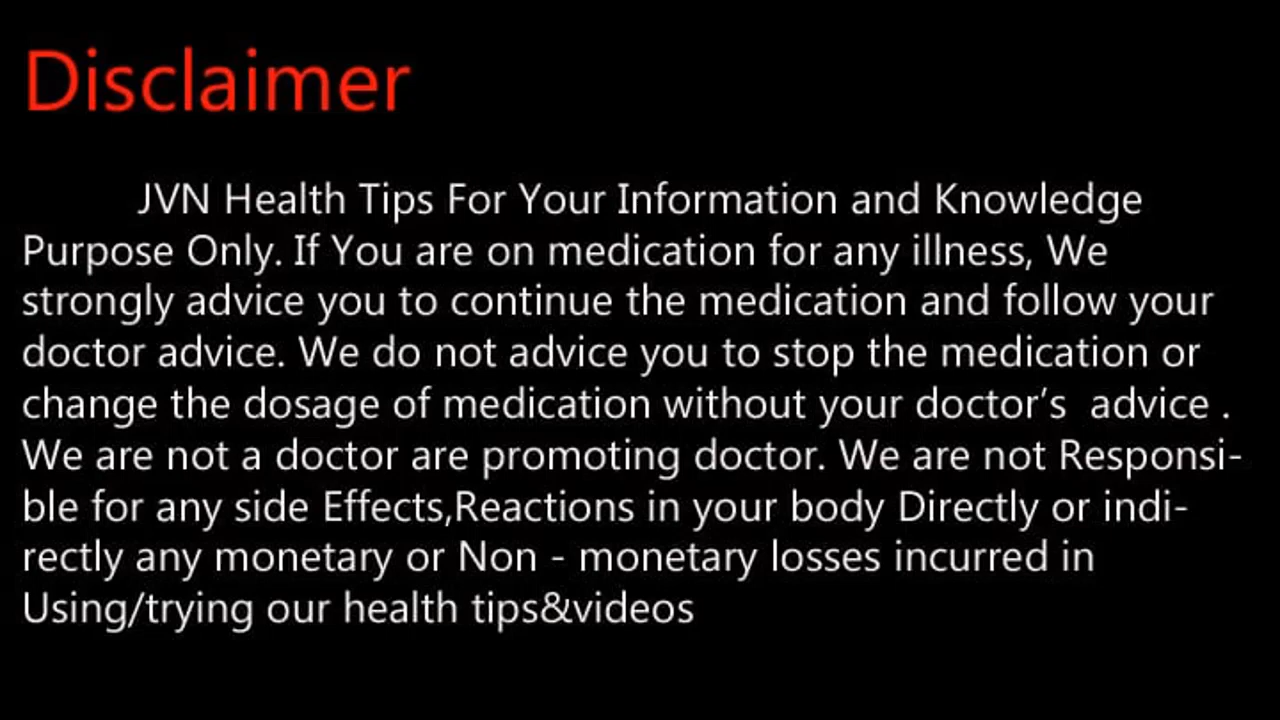 Disclaimer
JVN Health Tips For Your Information and Knowledge
Purpose Only. If You are on medication for any illness, We
strongly advice you to continue the medication and follow your
doctor advice. We do not advice you to stop the medication or
change the dosage of medication without your doctor’s  advice .
We are not a doctor are promoting doctor. We are not Responsi-
ble for any side Effects,Reactions in your body Directly or indi-
rectly any monetary or Non - monetary losses incurred in
Using/trying our health tips&videos